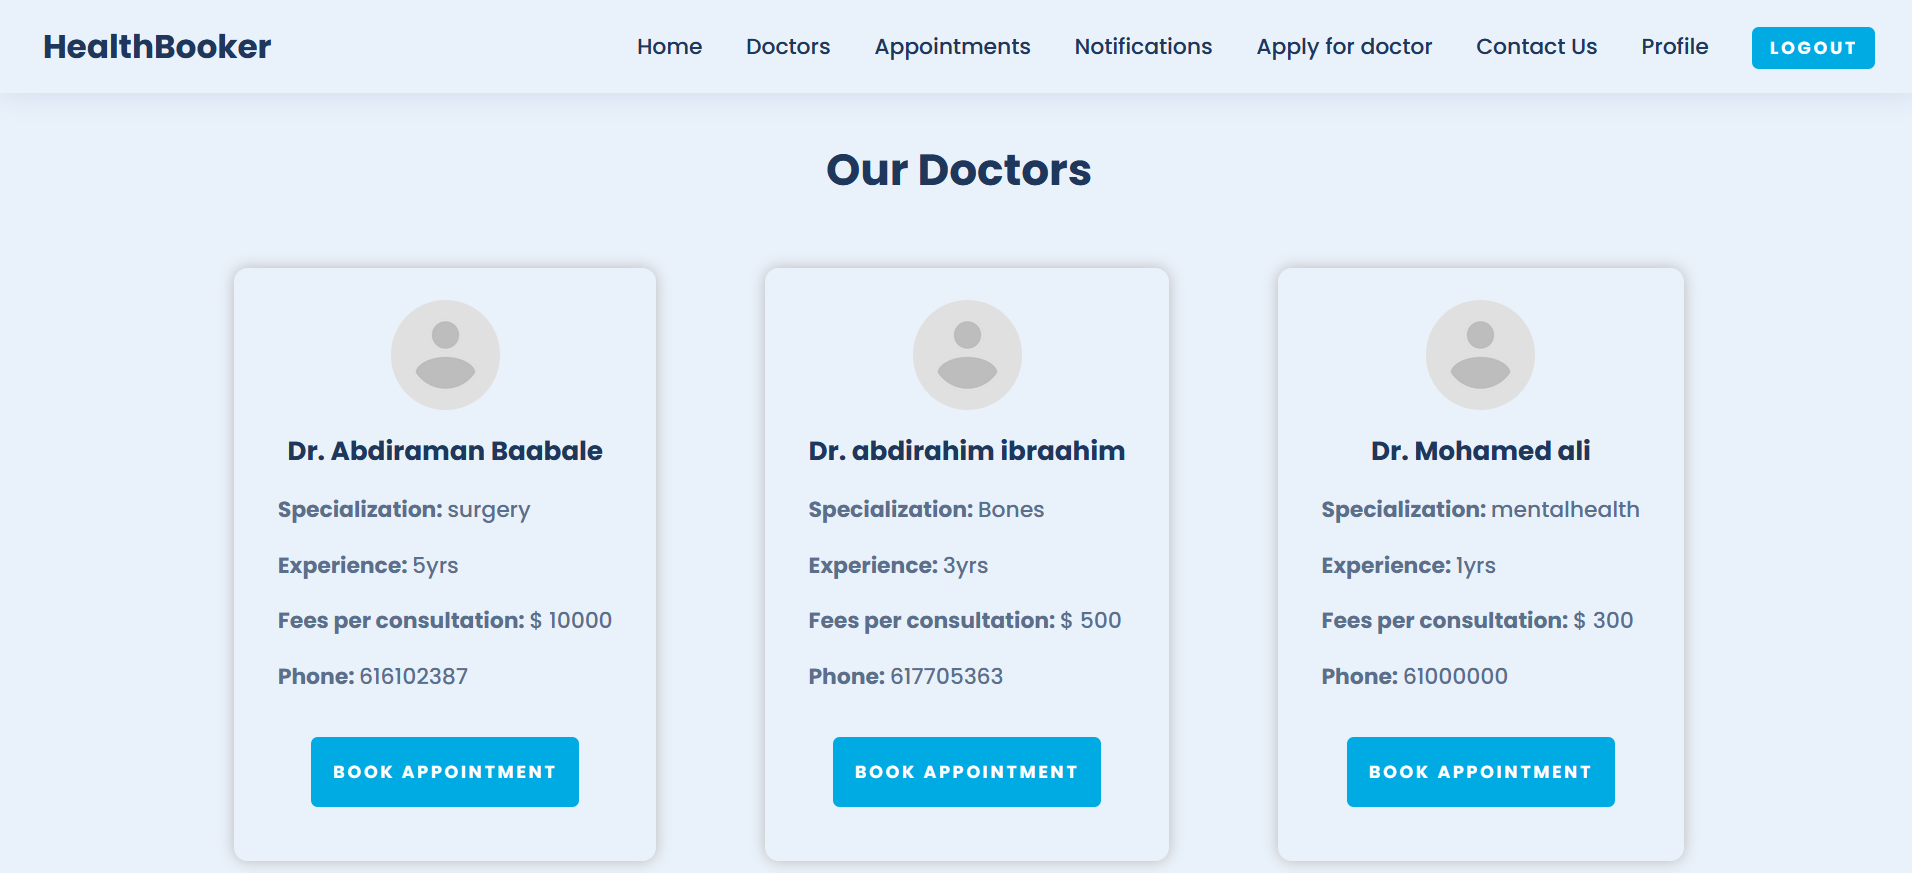 HealthBooker
Home Doctors Appointments Notifications Apply for doctor Contact Us Profile LOGOUT
Our Doctors
Dr. Abdiraman Baabale
Specialization: surgery
Experience: 5yrs
Fees per consultation: $ 10000
Phone: 616102387
BOOK APPOINTMENT
Dr. abdirahim ibraahim
Specialization: Bones
Experience: 3yrs
Fees per consultation: $ 500
Phone: 617705363
BOOK APPOINTMENT
Dr. Mohamed ali
Specialization: mentalhealth
Experience: 1yrs
Fees per consultation: $ 300
Phone: 61000000
BOOK APPOINTMENT